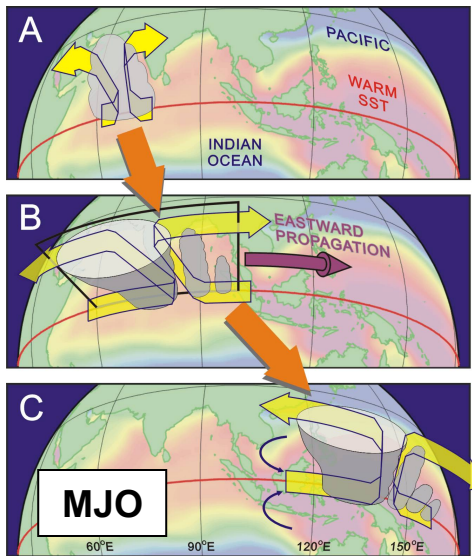 A
PACIFIC
WARM
SST
INDIAN
OCEAN
B
EASTWARD
PROPAGATION
C
MJO
60°E
90°E
120°E
150°E